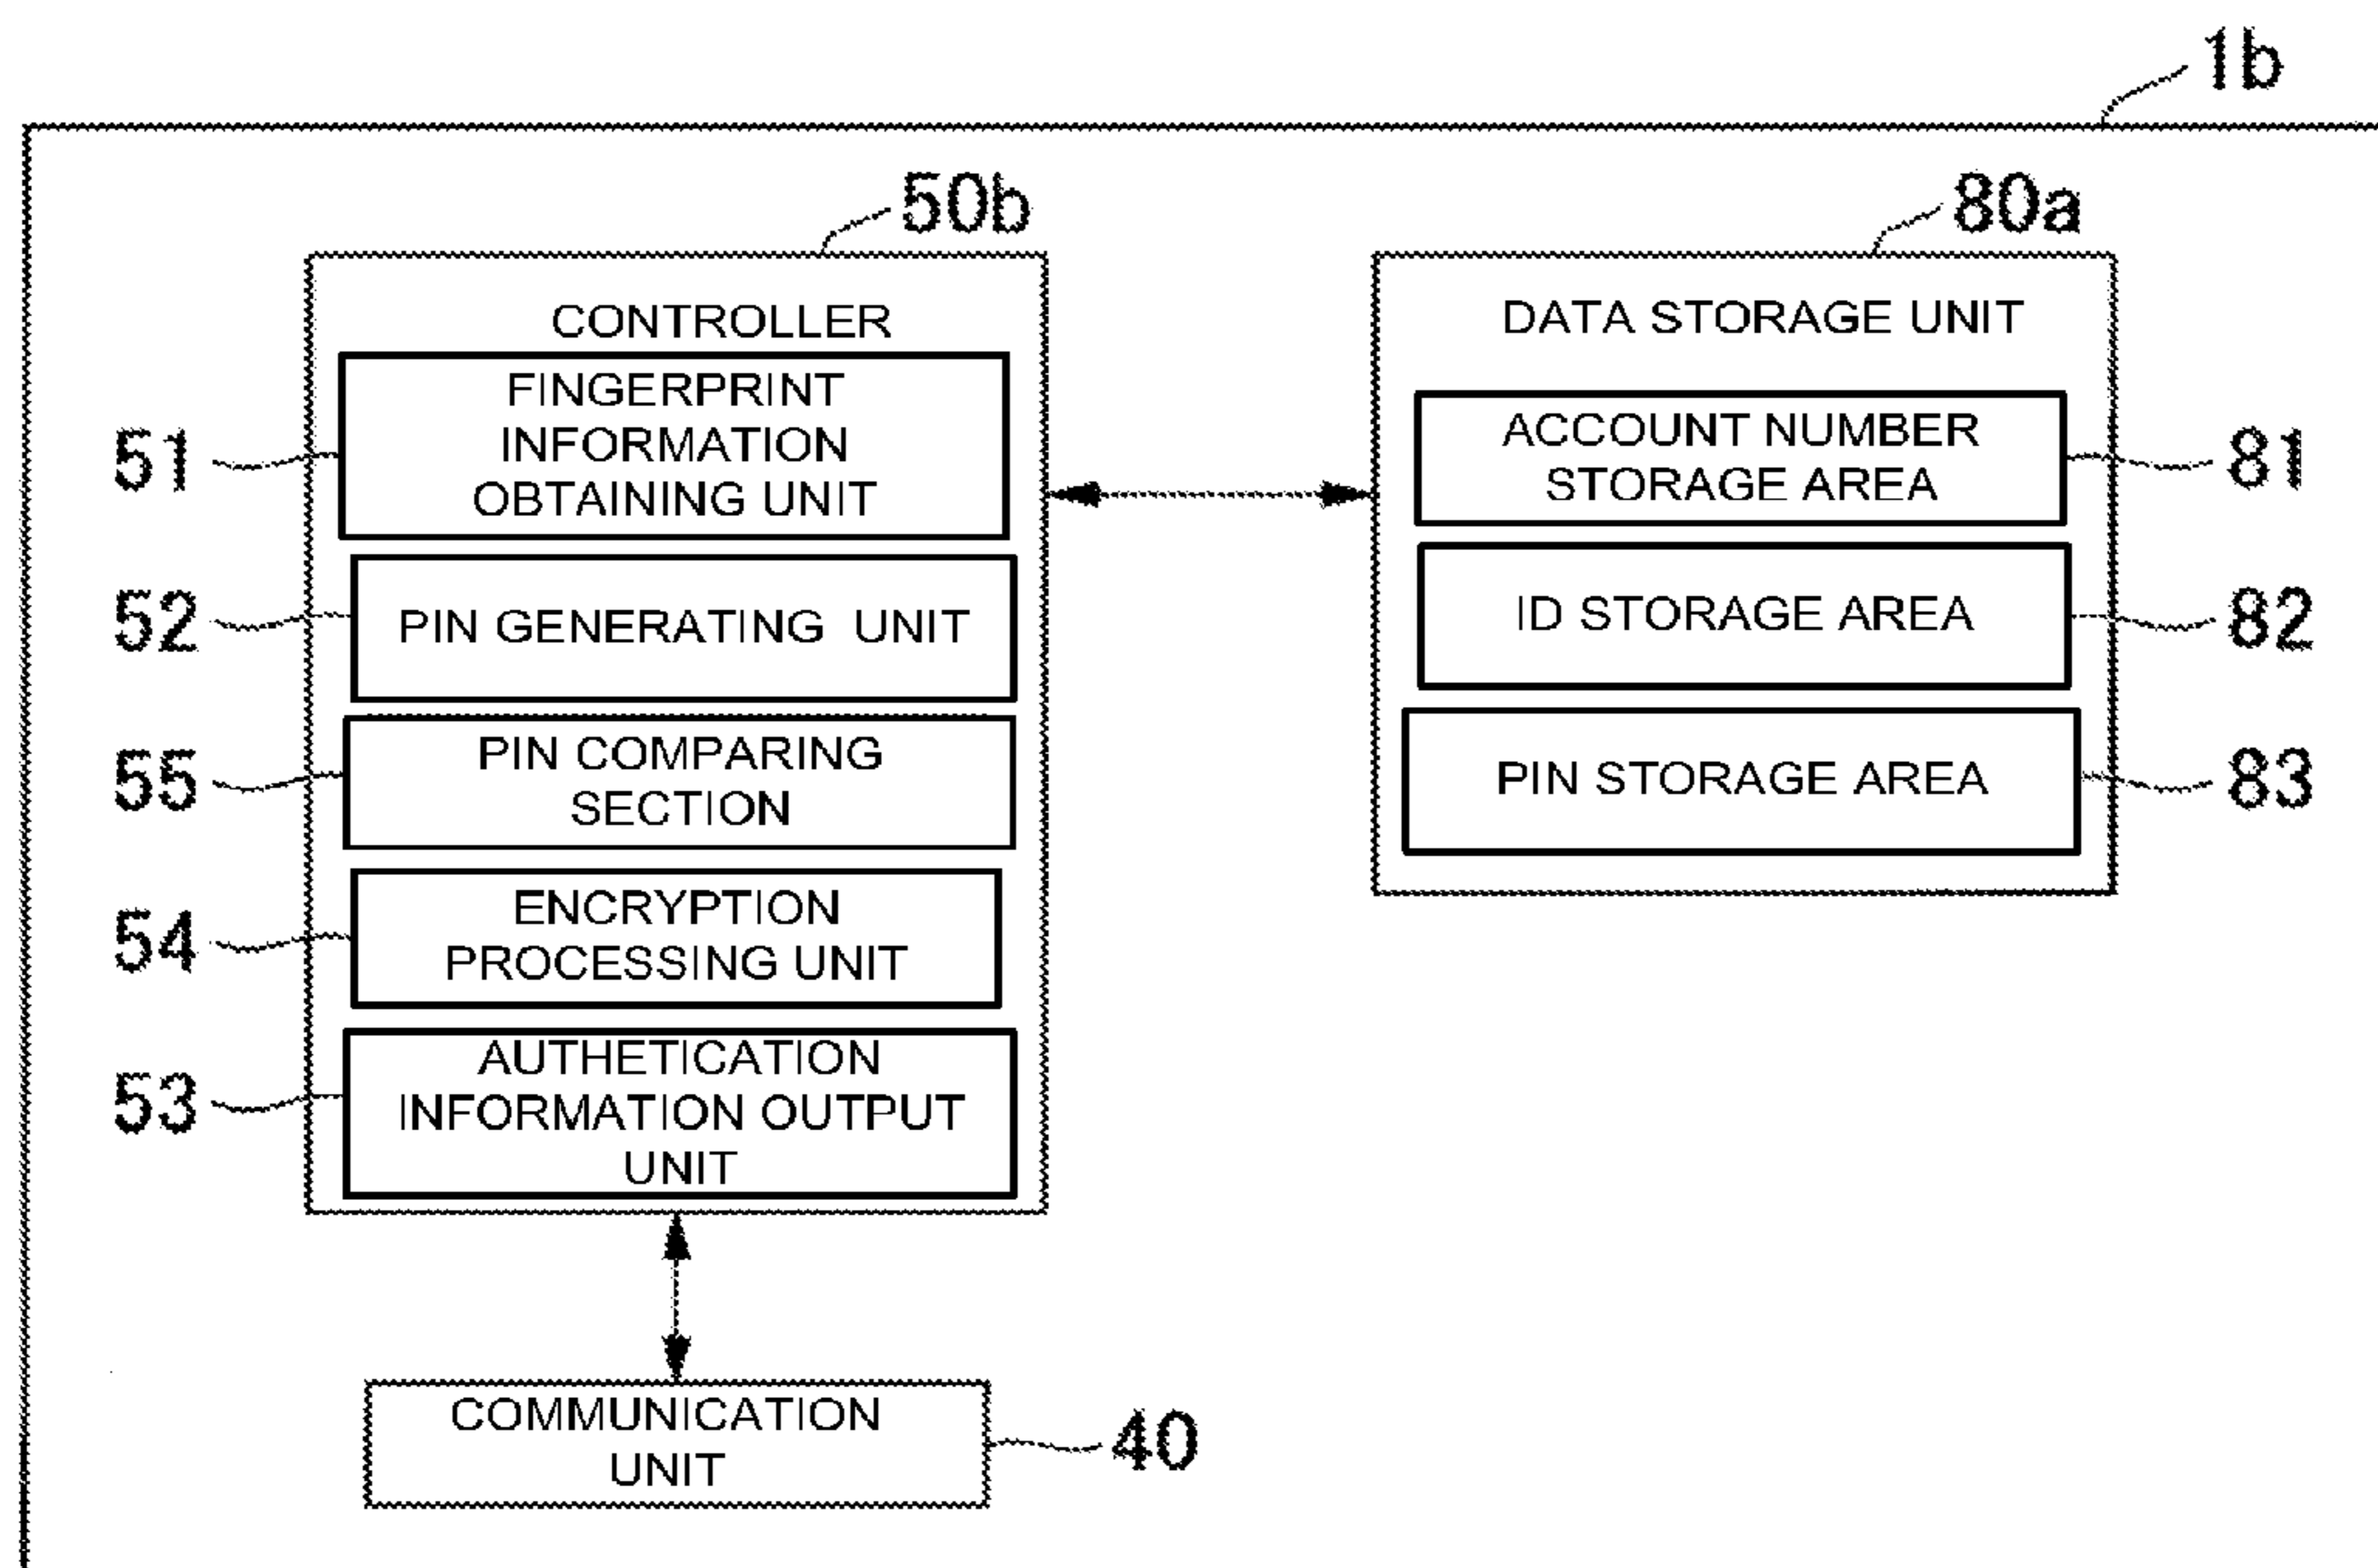 1b
50b
80a
CONTROLLER
FINGERPRINT
INFORMATION
OBTAINING UNIT
51
PIN GENERATING UNIT
52
PIN COMPARING
SECTION
55
ENCRYPTION
PROCESSING UNIT
54
AUTHETICATION
INFORMATION OUTPUT
UNIT
53
DATA STORAGE UNIT
ACCOUNT NUMBER
STORAGE AREA
81
ID STORAGE AREA
82
PIN STORAGE AREA
83
COMMUNICATION
UNIT
40